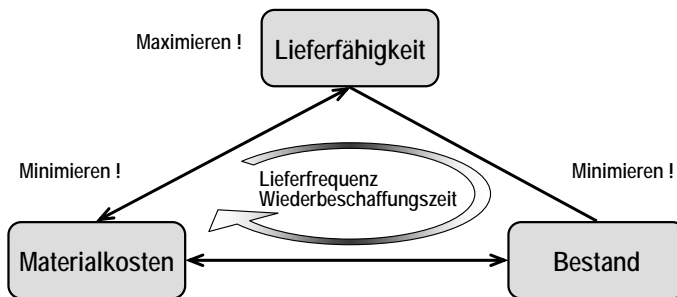 Maximieren !
Lieferfähigkeit
Minimieren !
Minimieren !
Lieferfrequenz
Wiederbeschaffungszeit
Materialkosten
Bestand